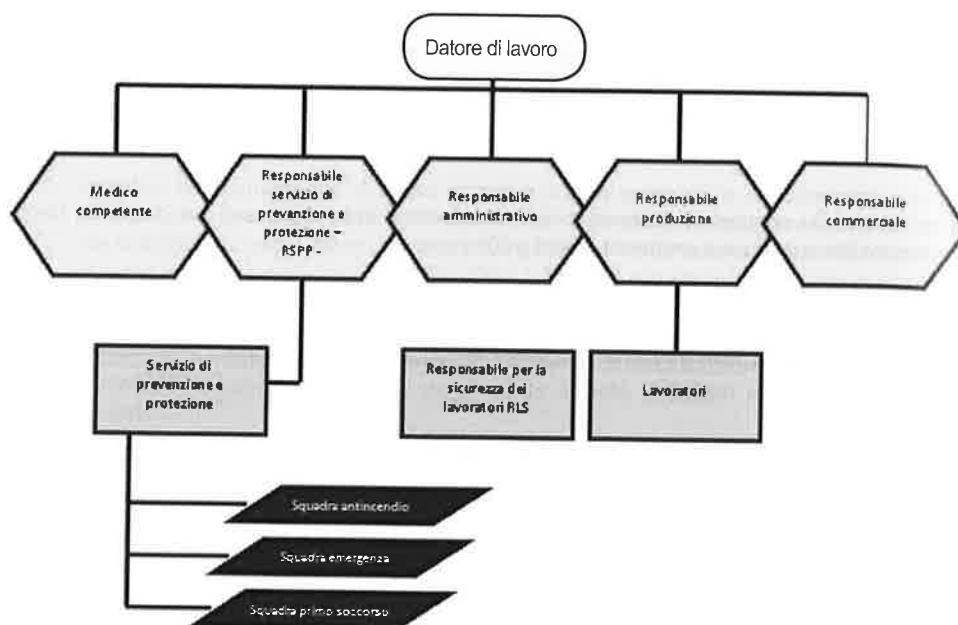 Datore di lavoro
Medico
competente
Responsabile
servizio di
prevenzione e
protezione –
RSPP -
Responsabile
amministrativo
Responsabile
produzione
Responsabile
commerciale
Servizio di
prevenzione e
protezione
Responsabile per la
sicurezza dei
lavoratori RLS
Lavoratori
Squadra antincendio
Squadra emergenza
Squadra primo soccorso